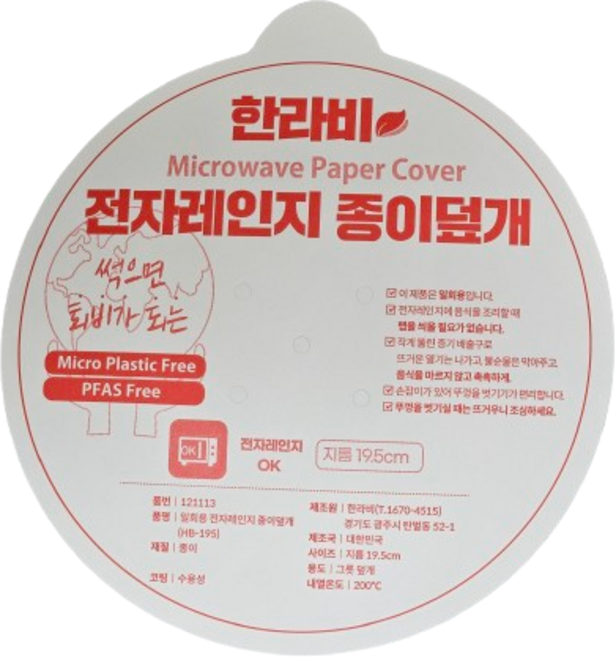 한라비
Microwave Paper Cover
전자레인지 종이덮개
썩으면
퇴비가 되는
Micro Plastic Free
PFAS Free
이 제품은 일회용입니다.
전자레인지에 음식을 조리할 때
랩을 씌울 필요가 없습니다.
작게 뚫린 증기 배출구로
뜨거운 열기는 나가고, 불순물은 막아주고,
음식을 마르지 않고 촉촉하게.
손잡이가 있어 뚜껑을 벗기기가 편리합니다.
뚜껑을 벗기실 때는 뜨거우니 조심하세요.
OK
전자레인지
OK
지름 19.5cm
품번 | 121113
품명 | 일회용 전자레인지 종이덮개
(HB-195)
재질 | 종이
코팅 | 수용성
제조원 | 한라비(T.1670-4515)
경기도 광주시 탄벌동 52-1
제조국 | 대한민국
사이즈 | 지름 19.5cm
용도 | 그릇 덮개
내열온도 | 200℃